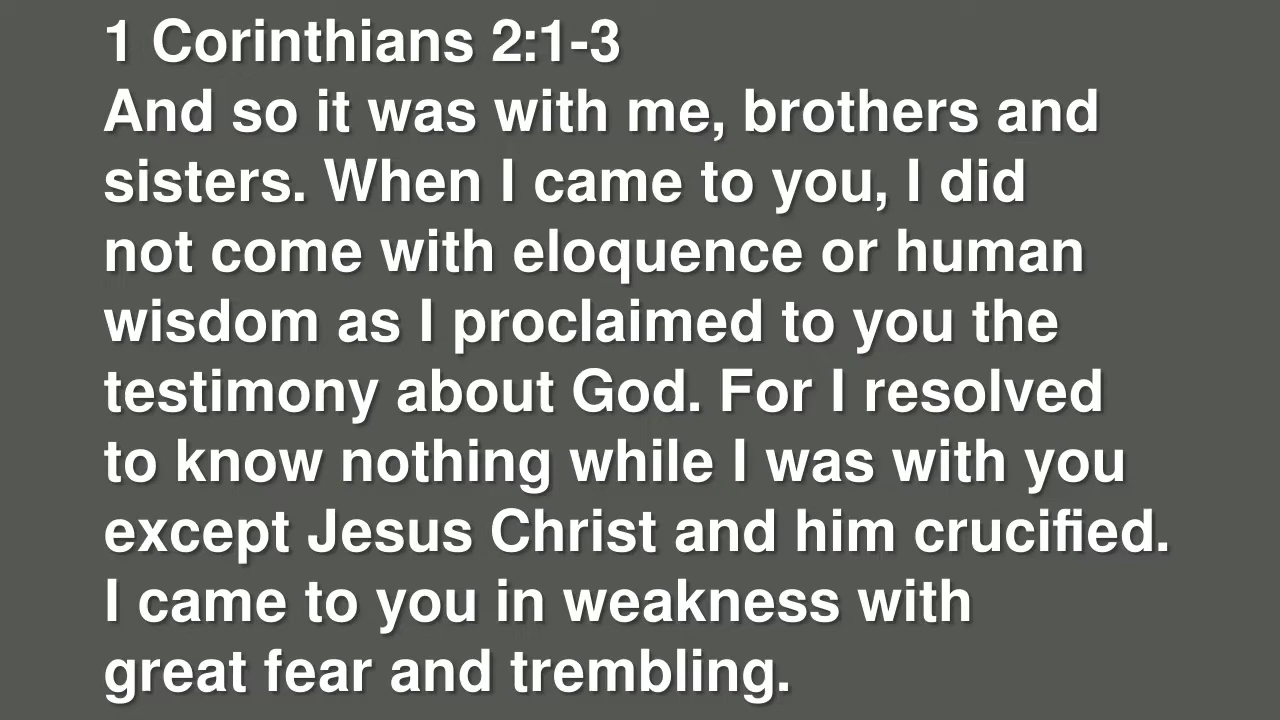 1 Corinthians 2:1-3
And so it was with me, brothers and
sisters. When I came to you, I did
not come with eloquence or human
wisdom as I proclaimed to you the
testimony about God. For I resolved
to know nothing while I was with you
except Jesus Christ and him crucified.
I came to you in weakness with
great fear and trembling.